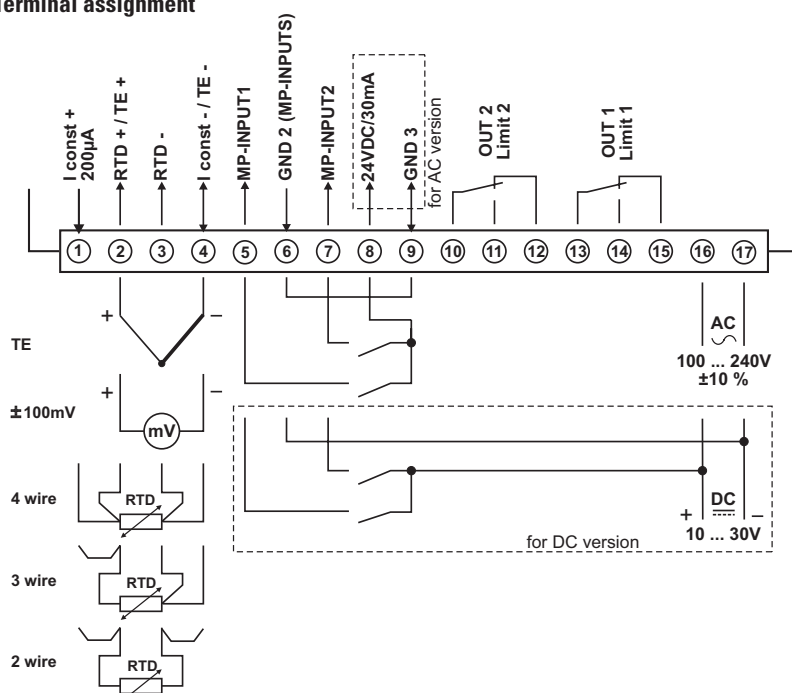 Terminal assignment
I const +
200µA
RTD + / TE +
RTD -
I const - / TE -
MP-INPUT1
GND 2 (MP-INPUTS)
MP-INPUT2
24VDC/30mA
GND 3
for AC version
OUT 2
Limit 2
OUT 1
Limit 1
1 2 3 4 5 6 7 8 9 10 11 12 13 14 15 16 17
TE
+ −
AC
100 ... 240V
±10 %
±100mV
+ −
mV
4 wire
RTD
+ DC −
10 ... 30V
for DC version
3 wire
RTD
2 wire
RTD